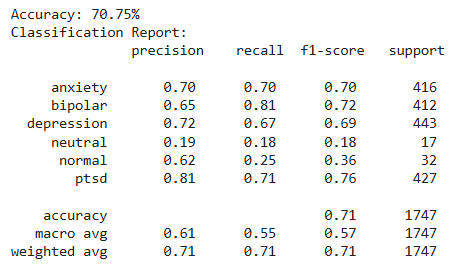 Accuracy: 70.75%
Classification Report:
precision recall f1-score support
anxiety 0.70 0.70 0.70 416
bipolar 0.65 0.81 0.72 412
depression 0.72 0.67 0.69 443
neutral 0.19 0.18 0.18 17
normal 0.62 0.25 0.36 32
ptsd 0.81 0.71 0.76 427
accuracy 0.71 1747
macro avg 0.61 0.55 0.57 1747
weighted avg 0.71 0.71 0.71 1747